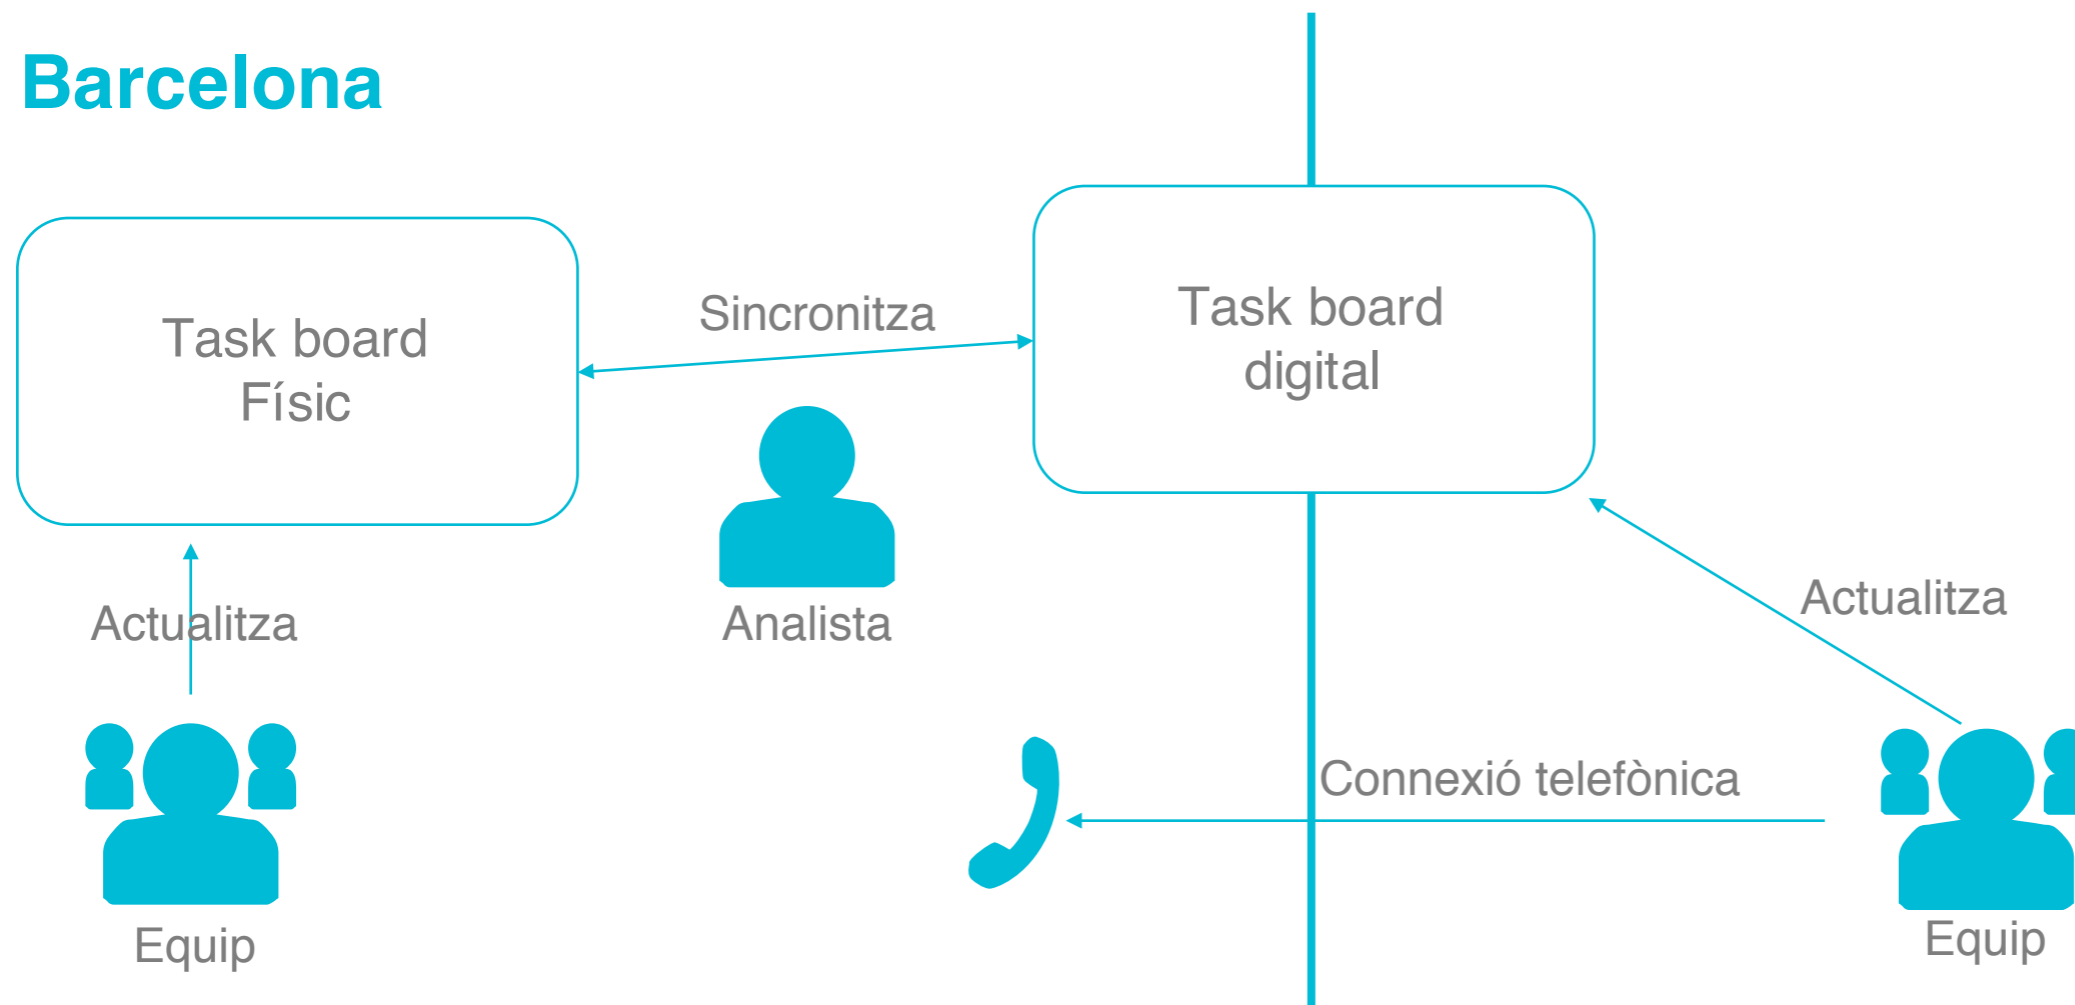 Barcelona
Task board
Físic
Sincronitza
Task board
digital
Analista
Actualitza
Equip
Actualitza
Connexió telefònica
Equip